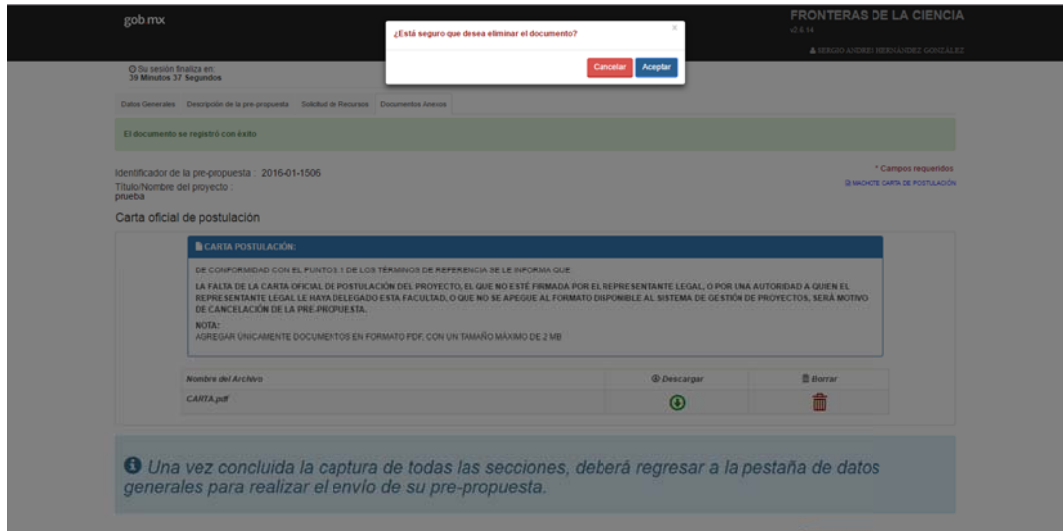 gob mx
FRONTERAS DE LA CIENCIA
v2.6.14
SERGIO ANDREI HERNÁNDEZ GONZÁLEZ
¿Está seguro que desea eliminar el documento?
x
Cancelar Aceptar
Su sesión finaliza en:
39 Minutos 37 Segundos
Datos Generales Descripción de la pre-propuesta Solicitud de Recursos Documentos Anexos
El documento se registró con éxito
Identificador de la pre-propuesta : 2016-01-1506
* Campos requeridos
Título/Nombre del proyecto :
MACHOTE CARTA DE POSTULACIÓN
prueba
Carta oficial de postulación
CARTA POSTULACIÓN:
DE CONFORMIDAD CON EL PUNTO 3.1 DE LOS TÉRMINOS DE REFERENCIA SE LE INFORMA QUE
LA FALTA DE LA CARTA OFICIAL DE POSTULACIÓN DEL PROYECTO, EL QUE NO ESTÉ FIRMADA POR EL REPRESENTANTE LEGAL, O POR UNA AUTORIDAD A QUIEN EL
REPRESENTANTE LEGAL LE HAYA DELEGADO ESTA FACULTAD, O QUE NO SE APEGUE AL FORMATO DISPONIBLE AL SISTEMA DE GESTIÓN DE PROYECTOS, SERÁ MOTIVO
DE CANCELACIÓN DE LA PRE-PROPUESTA.
NOTA:
AGREGAR ÚNICAMENTE DOCUMENTOS EN FORMATO PDF, CON UN TAMAÑO MÁXIMO DE 2 MB
Nombre del Archivo Descargar Borrar
CARTA.pdf
Una vez concluida la captura de todas las secciones, deberá regresar a la pestaña de datos
generales para realizar el envío de su pre-propuesta.